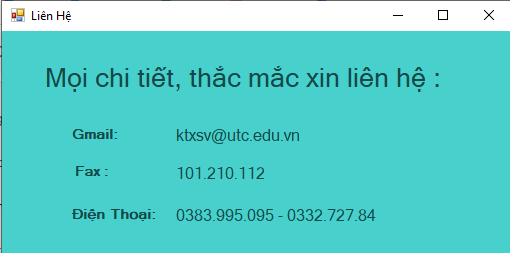 Liên Hệ
Mọi chi tiết, thắc mắc xin liên hệ :
Gmail: ktxsv@utc.edu.vn
Fax : 101.210.112
Điện Thoại: 0383.995.095 - 0332.727.84